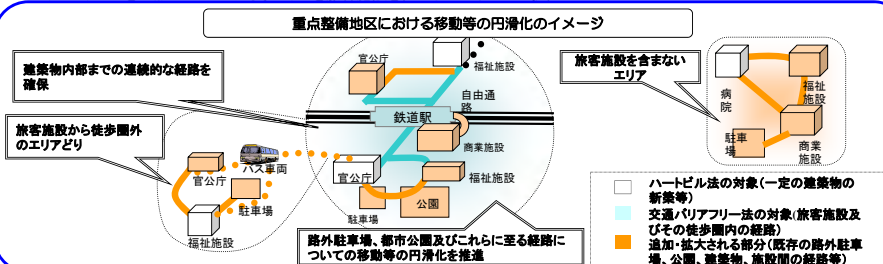 重点整備地区における移動等の円滑化のイメージ
建築物内部までの連続的な経路を
確保
旅客施設から徒歩圏外
のエリアどり
官公庁
バス車両
駐車場
福祉施設
官公庁
福祉施設
自由通
路
鉄道駅
商業施設
官公庁
福祉施設
駐車場
公園
路外駐車場、都市公園及びこれらに至る経路に
ついての移動等の円滑化を推進
旅客施設を含まない
エリア
病
院
福祉
施設
駐車
場
商業
施設
ハートビル法の対象(一定の建築物の
新築等)
交通バリアフリー法の対象(旅客施設及
びその徒歩圏内の経路)
追加・拡大される部分(既存の路外駐車
場、公園、建築物、施設間の経路等)